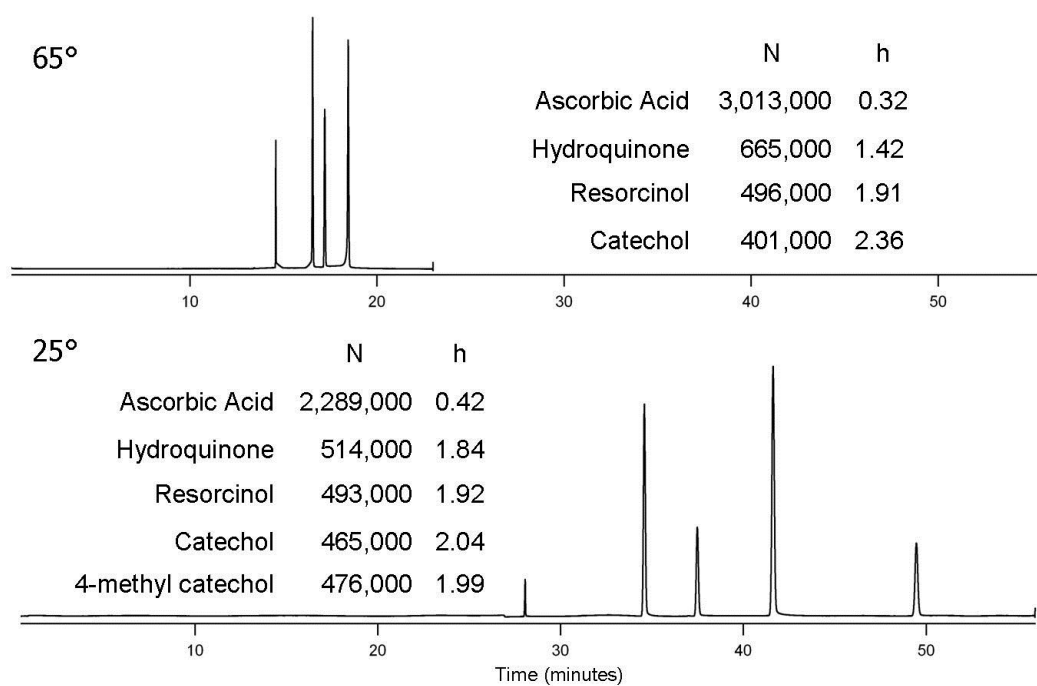 65°
N h
Ascorbic Acid 3,013,000 0.32
Hydroquinone 665,000 1.42
Resorcinol 496,000 1.91
Catechol 401,000 2.36
10 20 30 40 50
25°
N h
Ascorbic Acid 2,289,000 0.42
Hydroquinone 514,000 1.84
Resorcinol 493,000 1.92
Catechol 465,000 2.04
4-methyl catechol 476,000 1.99
10 20 30 40 50
Time (minutes)